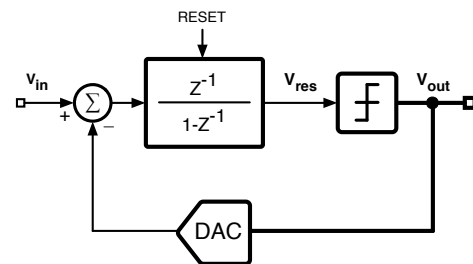 RESET
V_in
+
Σ
−
Z^-1
1-Z^-1
V_res
V_out
DAC